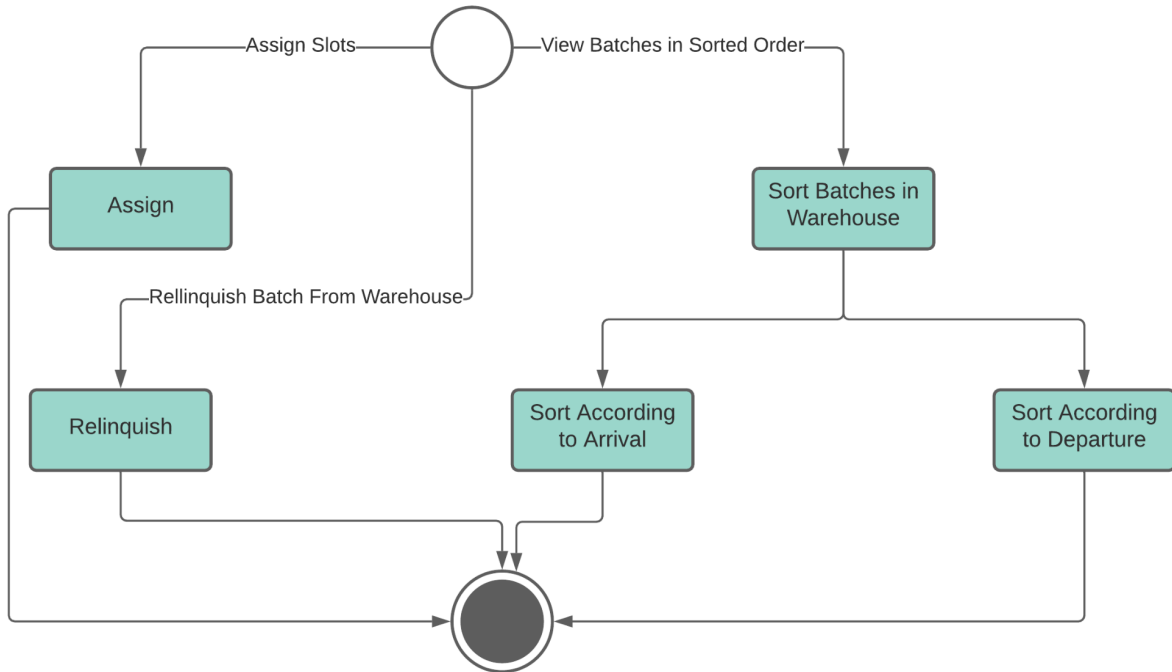 Assign Slots
View Batches in Sorted Order
Assign
Sort Batches in
Warehouse
Rellinquish Batch From Warehouse
Relinquish
Sort According
to Arrival
Sort According
to Departure